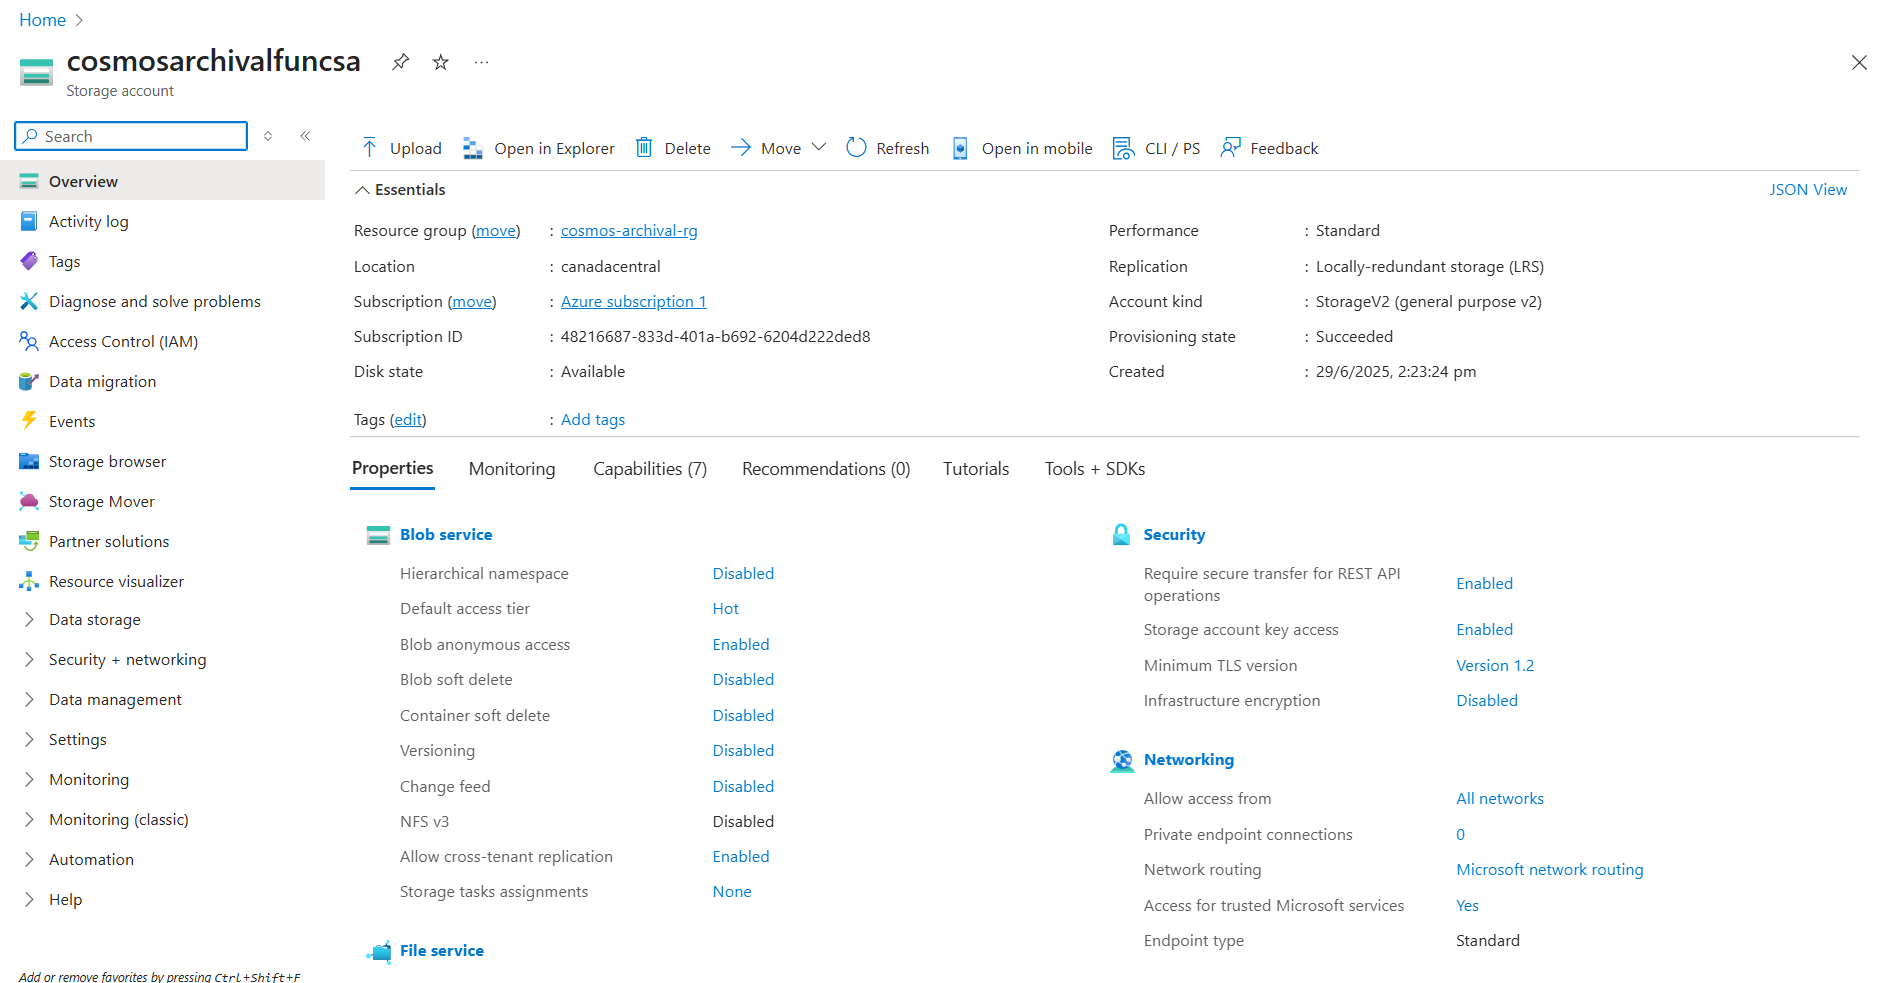 Home
cosmosarchivalfuncsa
Storage account
Search
Overview
Activity log
Tags
Diagnose and solve problems
Access Control (IAM)
Data migration
Events
Storage browser
Storage Mover
Partner solutions
Resource visualizer
Data storage
Security + networking
Data management
Settings
Monitoring
Monitoring (classic)
Automation
Help
Add or remove favorites by pressing Ctrl+Shift+F
Upload Open in Explorer Delete Move Refresh Open in mobile CLI / PS Feedback
Essentials JSON View
Resource group (move) : cosmos-archival-rg
Location : canadacentral
Subscription (move) : Azure subscription 1
Subscription ID : 48216687-833d-401a-b692-6204d222ded8
Disk state : Available
Tags (edit) : Add tags
Performance : Standard
Replication : Locally-redundant storage (LRS)
Account kind : StorageV2 (general purpose v2)
Provisioning state : Succeeded
Created : 29/6/2025, 2:23:24 pm
Properties Monitoring Capabilities (7) Recommendations (0) Tutorials Tools + SDKs
Blob service
Hierarchical namespace Disabled
Default access tier Hot
Blob anonymous access Enabled
Blob soft delete Disabled
Container soft delete Disabled
Versioning Disabled
Change feed Disabled
NFS v3 Disabled
Allow cross-tenant replication Enabled
Storage tasks assignments None
File service
Security
Require secure transfer for REST API
operations Enabled
Storage account key access Enabled
Minimum TLS version Version 1.2
Infrastructure encryption Disabled
Networking
Allow access from All networks
Private endpoint connections 0
Network routing Microsoft network routing
Access for trusted Microsoft services Yes
Endpoint type Standard